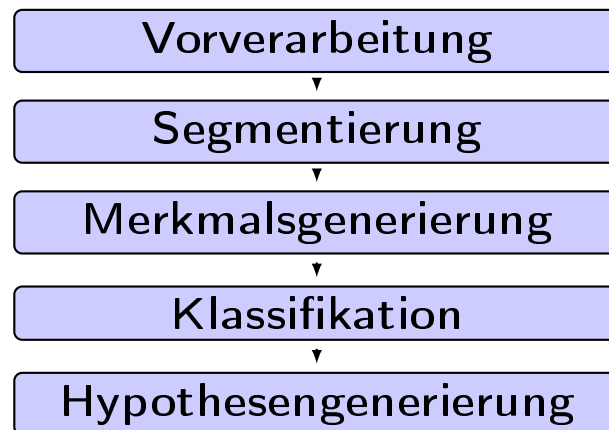 Vorverarbeitung
Segmentierung
Merkmalsgenerierung
Klassifikation
Hypothesengenerierung